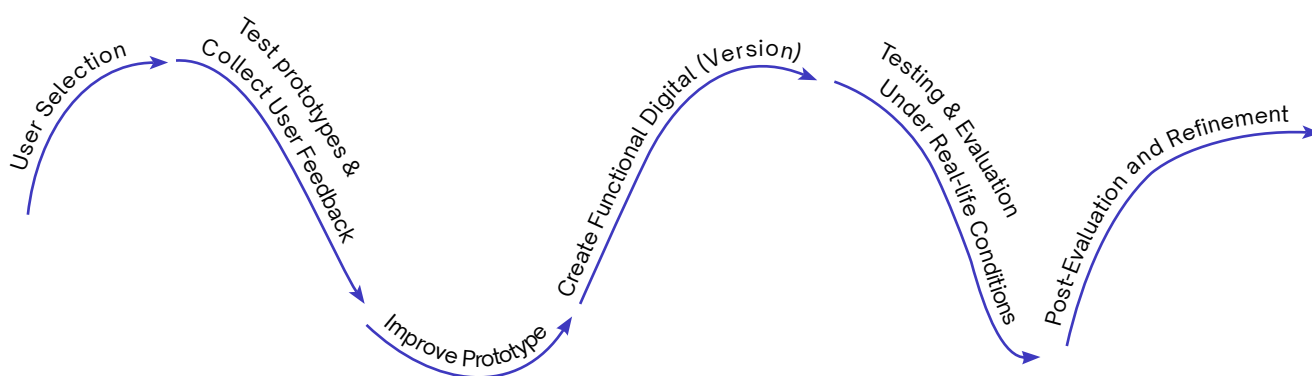 User Selection
Test prototypes &
Collect User Feedback
Improve Prototype
Create Functional Digital (Version)
Testing & Evaluation
Under Real-life Conditions
Post-Evaluation and Refinement